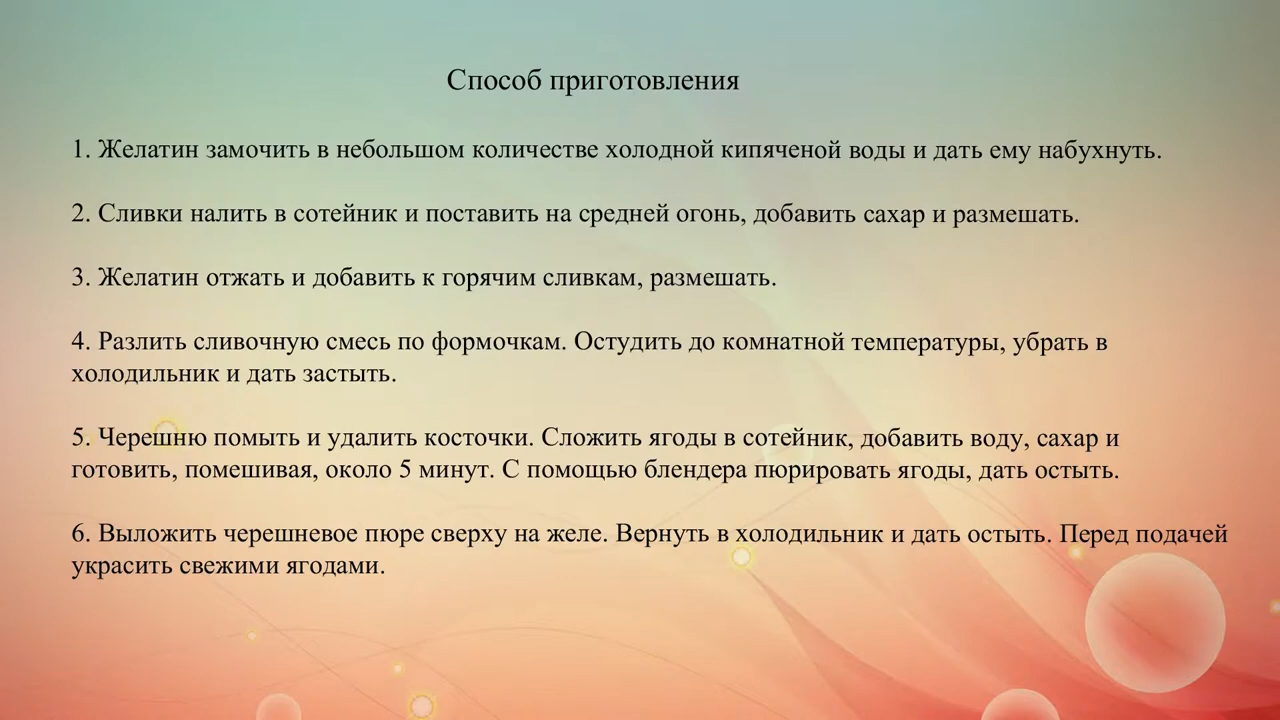 Способ приготовления
1. Желатин замочить в небольшом количестве холодной кипяченой воды и дать ему набухнуть.
2. Сливки налить в сотейник и поставить на средней огонь, добавить сахар и размешать.
3. Желатин отжать и добавить к горячим сливкам, размешать.
4. Разлить сливочную смесь по формочкам. Остудить до комнатной температуры, убрать в
холодильник и дать застыть.
5. Черешню помыть и удалить косточки. Сложить ягоды в сотейник, добавить воду, сахар и
готовить, помешивая, около 5 минут. С помощью блендера пюрировать ягоды, дать остыть.
6. Выложить черешневое пюре сверху на желе. Вернуть в холодильник и дать остыть. Перед подачей
украсить свежими ягодами.